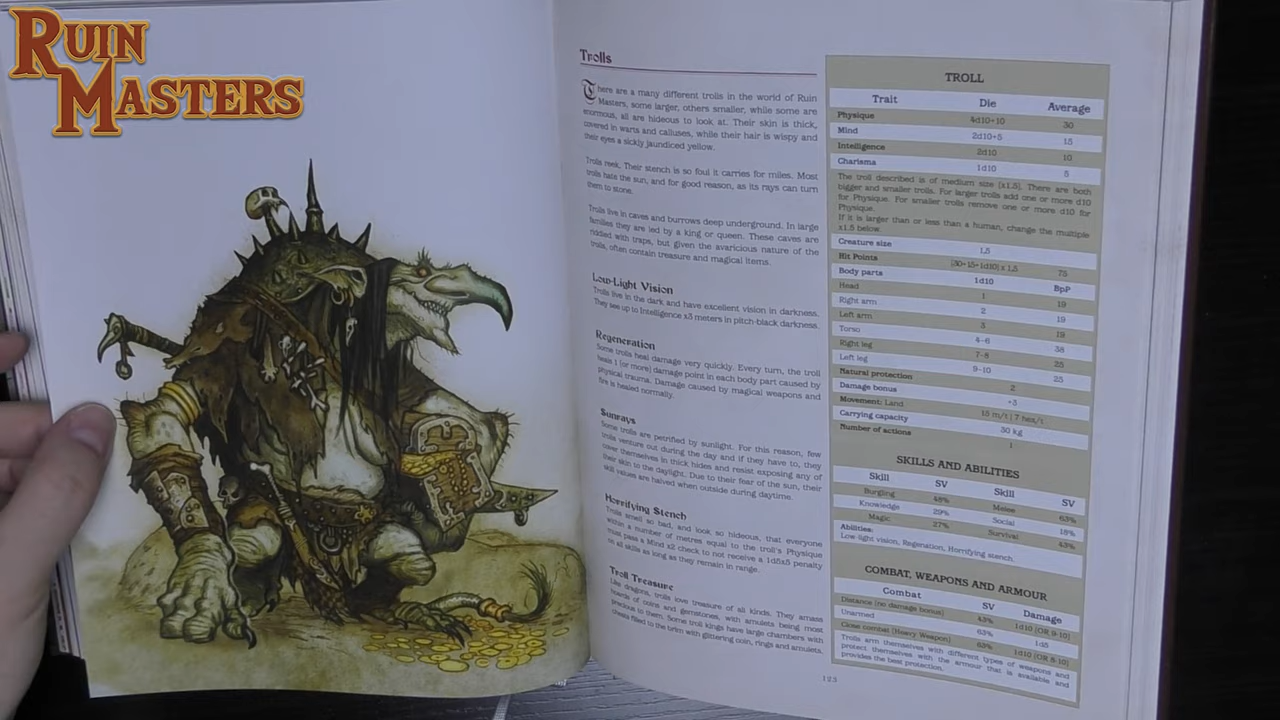 RUIN
MASTERS
Trolls
There are a many different trolls in the world of Ruin
Masters, some larger, others smaller, while some are
enormous, all are hideous to look at. Their skin is thick,
covered in warts and calluses, while their hair is wispy and
their eyes a sickly jaundiced yellow.
Trolls reek. Their stench is so foul it carries for miles. Most
trolls hate the sun, and for good reason, as its rays can turn
them to stone.
Trolls live in caves and burrows deep underground. In large
families they are led by a king or queen. These caves are
riddled with traps, but given the avaricious nature of the
trolls, often contain treasure and magical items.
Low-Light Vision
Trolls live in the dark and have excellent vision in darkness.
They see up to Intelligence x3 meters in pitch-black darkness.
Regeneration
Some trolls heal damage very quickly. Every turn, the troll
heals 1 (or more) damage point in each body part caused by
physical trauma. Damage caused by magical weapons and
fire is healed normally.
Sunrays
Some trolls are petrified by sunlight. For this reason, few
trolls venture out during the day and if they have to, they
cover themselves in thick hides and resist exposing any of
their skin to the daylight. Due to their fear of the sun, their
skill values are halved when outside during daytime.
Horrifying Stench
Trolls smell so bad, and look so hideous, that everyone
within a number of metres equal to the troll's Physique
must pass a Mind x2 check to not receive a 1d5x5 penalty
to all skills as long as they remain in range.
Troll Treasure
Like dragons, trolls love treasure of all kinds. They amass
hoards of coins and gemstones, with amulets being most
precious to them. Some troll kings have large chambers with
chests filled to the brim with glittering coin, rings and amulets.
TROLL
Trait Die Average
Physique 4d10+10 30
Mind 2d10+5 15
Intelligence 2d10 10
Charisma 1d10 5
The troll described is of medium size (x1.5). There are both
bigger and smaller trolls. For larger trolls add one or more d10
for Physique. For smaller trolls remove one or more d10 for
Physique.
If it is larger than or less than a human, change the multiple
x1.5 below.
Creature size 1,5
Hit Points (30+15+1d10) x 1,5 75
Body parts 1d10 BpP
Head 1 19
Right arm 2 19
Left arm 3 19
Torso 4-6 38
Right leg 7-8 25
Left leg 9-10 25
Natural protection 2
Damage bonus +3
Movement: Land 15 m/t | 7 hex/t
Carrying capacity 30 kg
Number of actions 1
SKILLS AND ABILITIES
Skill SV Skill SV
Burgling 48% Melee 63%
Knowledge 29% Social 18%
Magic 27% Survival 43%
Abilities:
Low-light vision, Regenation, Horrifying stench.
COMBAT, WEAPONS AND ARMOUR
Combat SV Damage
Distance (no damage bonus) 43% 1d10 (OR 9-10)
Unarmed 63% 1d5
Close combat (Heavy Weapon) 63% 1d10 (OR 8-10)
Trolls arm themselves with different types of weapons and
protect themselves with the armour that is available and
provides the best protection.
123